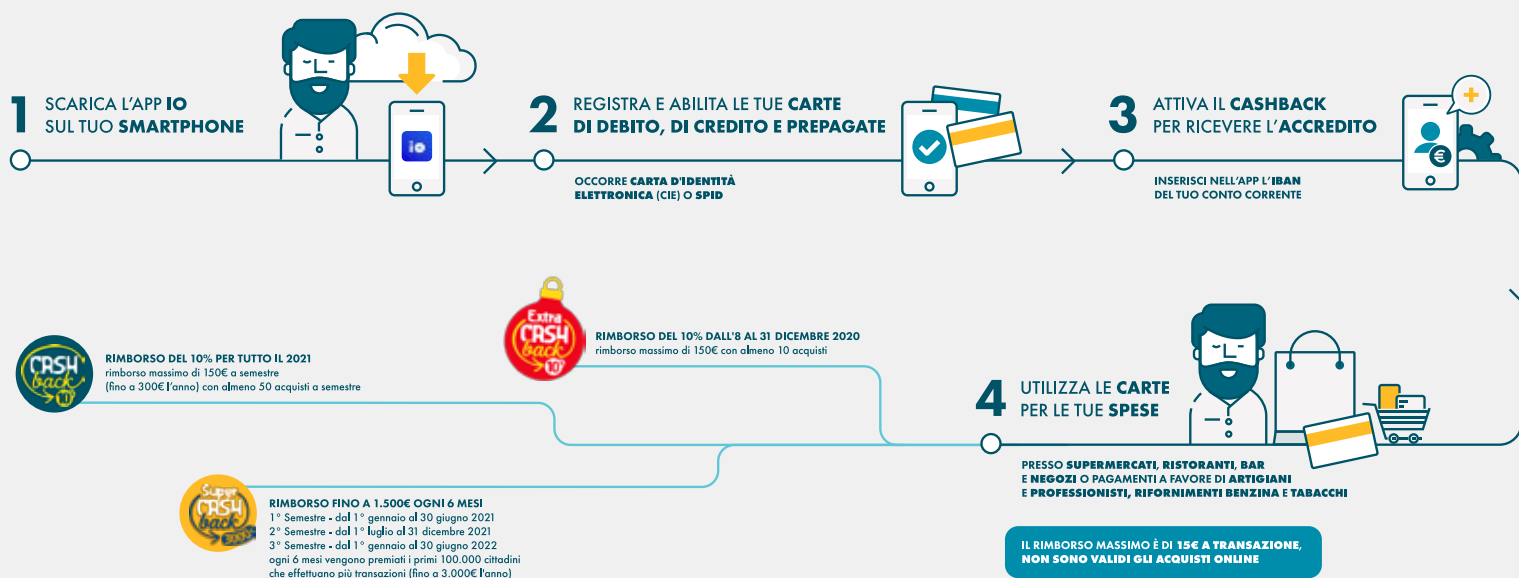 1
SCARICA L'APP IO
SUL TUO SMARTPHONE
io
2
REGISTRA E ABILITA LE TUE CARTE
DI DEBITO, DI CREDITO E PREPAGATE
OCCORRE CARTA D'IDENTITÀ
ELETTRONICA (CIE) O SPID
3
ATTIVA IL CASHBACK
PER RICEVERE L'ACCREDITO
€
INSERISCI NELL'APP L'IBAN
DEL TUO CONTO CORRENTE
4
UTILIZZA LE CARTE
PER LE TUE SPESE
PRESSO SUPERMERCATI, RISTORANTI, BAR
E NEGOZI O PAGAMENTI A FAVORE DI ARTIGIANI
E PROFESSIONISTI, RIFORNIMENTI BENZINA E TABACCHI
IL RIMBORSO MASSIMO È DI 15€ A TRANSAZIONE,
NON SONO VALIDI GLI ACQUISTI ONLINE
Extra
CASH
back
10
RIMBORSO DEL 10% DALL'8 AL 31 DICEMBRE 2020
rimborso massimo di 150€ con almeno 10 acquisti
CASH
back
RIMBORSO DEL 10% PER TUTTO IL 2021
rimborso massimo di 150€ a semestre
(fino a 300€ l'anno) con almeno 50 acquisti a semestre
Super
CASH
back
RIMBORSO FINO A 1.500€ OGNI 6 MESI
1° Semestre - dal 1° gennaio al 30 giugno 2021
2° Semestre - dal 1° luglio al 31 dicembre 2021
3° Semestre - dal 1° gennaio al 30 giugno 2022
ogni 6 mesi vengono premiati i primi 100.000 cittadini
che effettuano più transazioni (fino a 3.000€ l'anno)